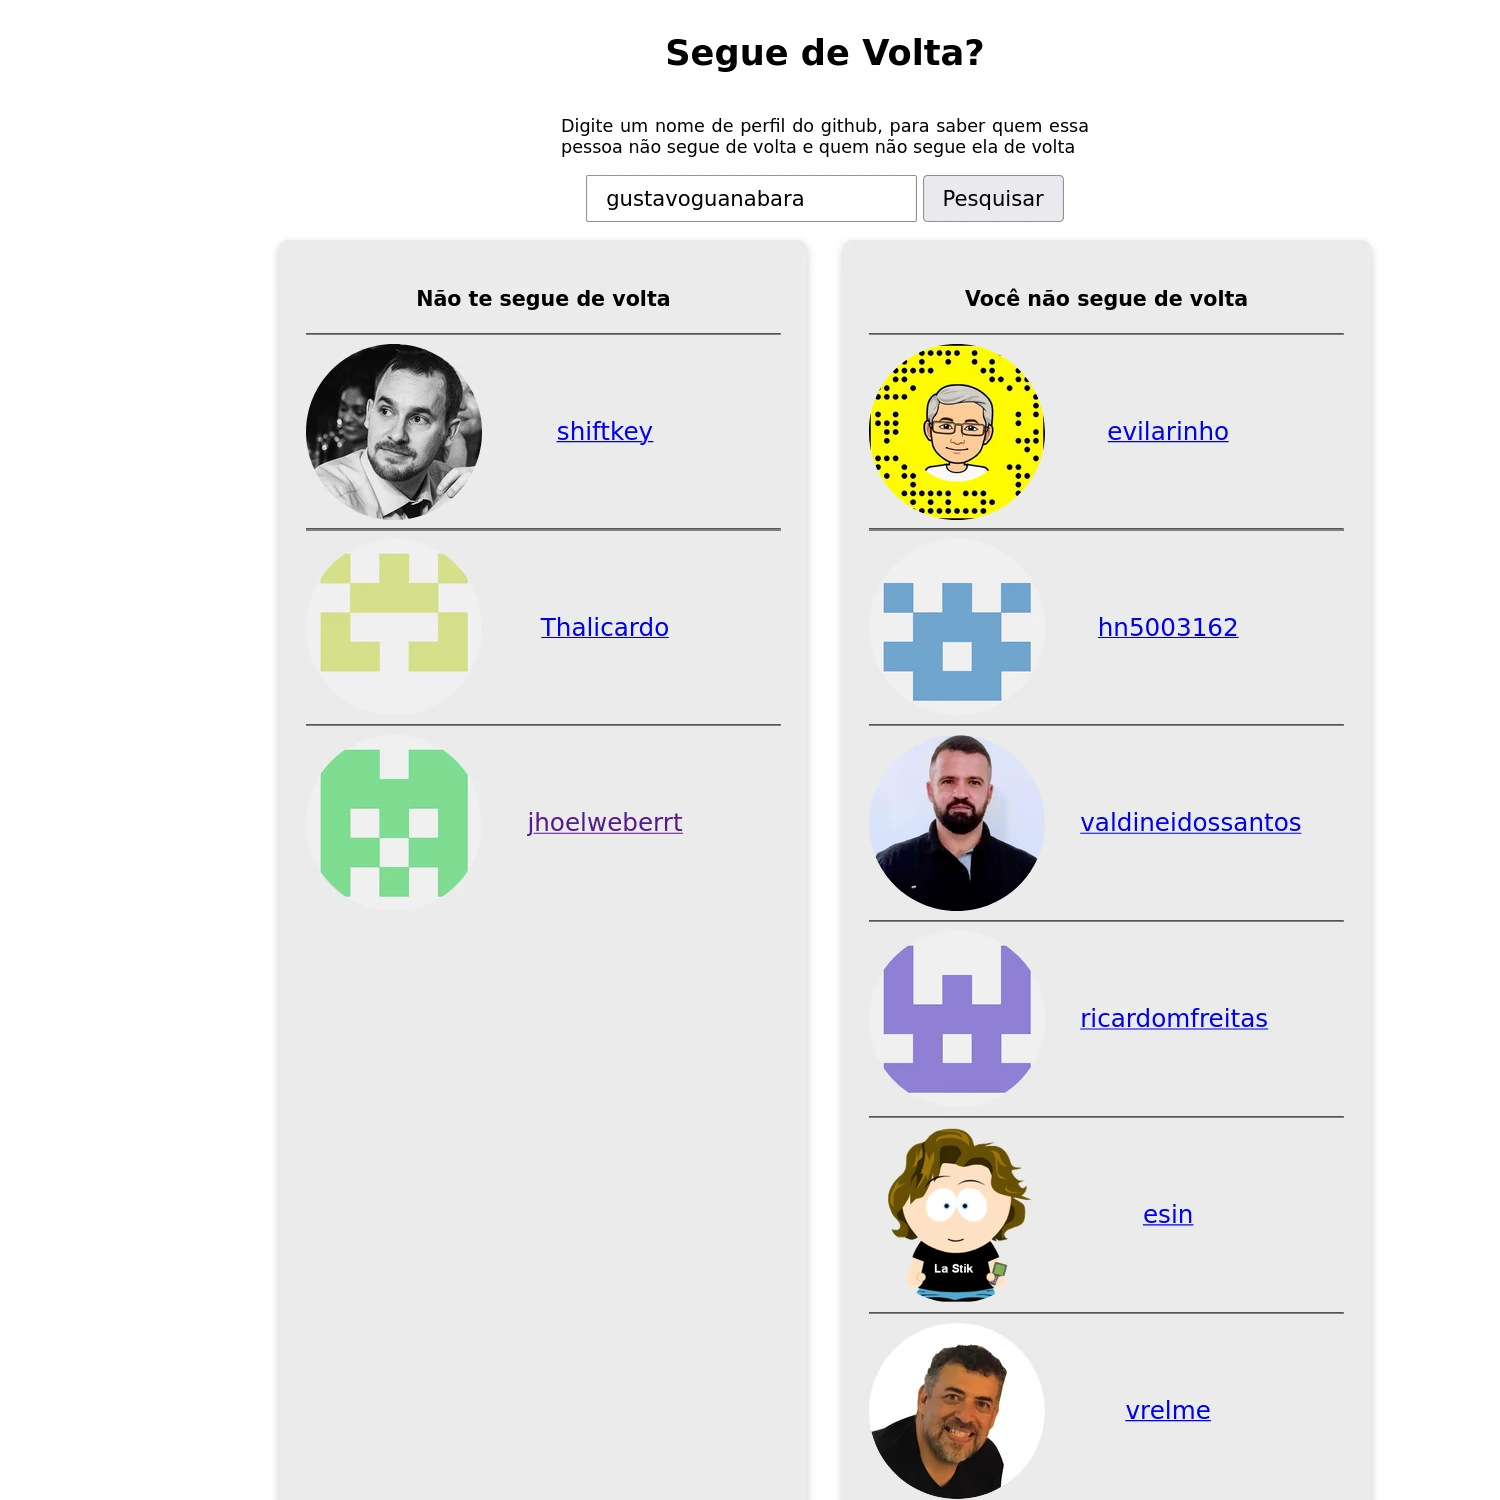 Segue de Volta?
Digite um nome de perfil do github, para saber quem essa
pessoa não segue de volta e quem não segue ela de volta
gustavoguanabara
Pesquisar
Não te segue de volta
shiftkey
Thalicardo
jhoelweberrt
Você não segue de volta
evilarinho
hn5003162
valdineidossantos
ricardomfreitas
La Stik
esin
vrelme